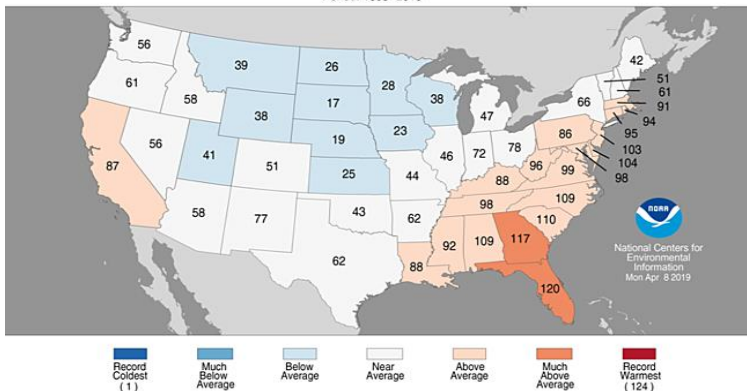 56
39
26
28
38
42
51
61
91
94
95
103
104
98
61
58
38
17
47
66
87
56
41
51
19
23
46
72
78
86
25
44
88
96
99
58
77
43
62
98
109
110
62
88
92
109
117
120
NOAA
National Centers for
Environmental
Information
Mon Apr 8 2019
Record
Coldest
( 1 )
Much
Below
Average
Below
Average
Near
Average
Above
Average
Much
Above
Average
Record
Warmest
( 124 )